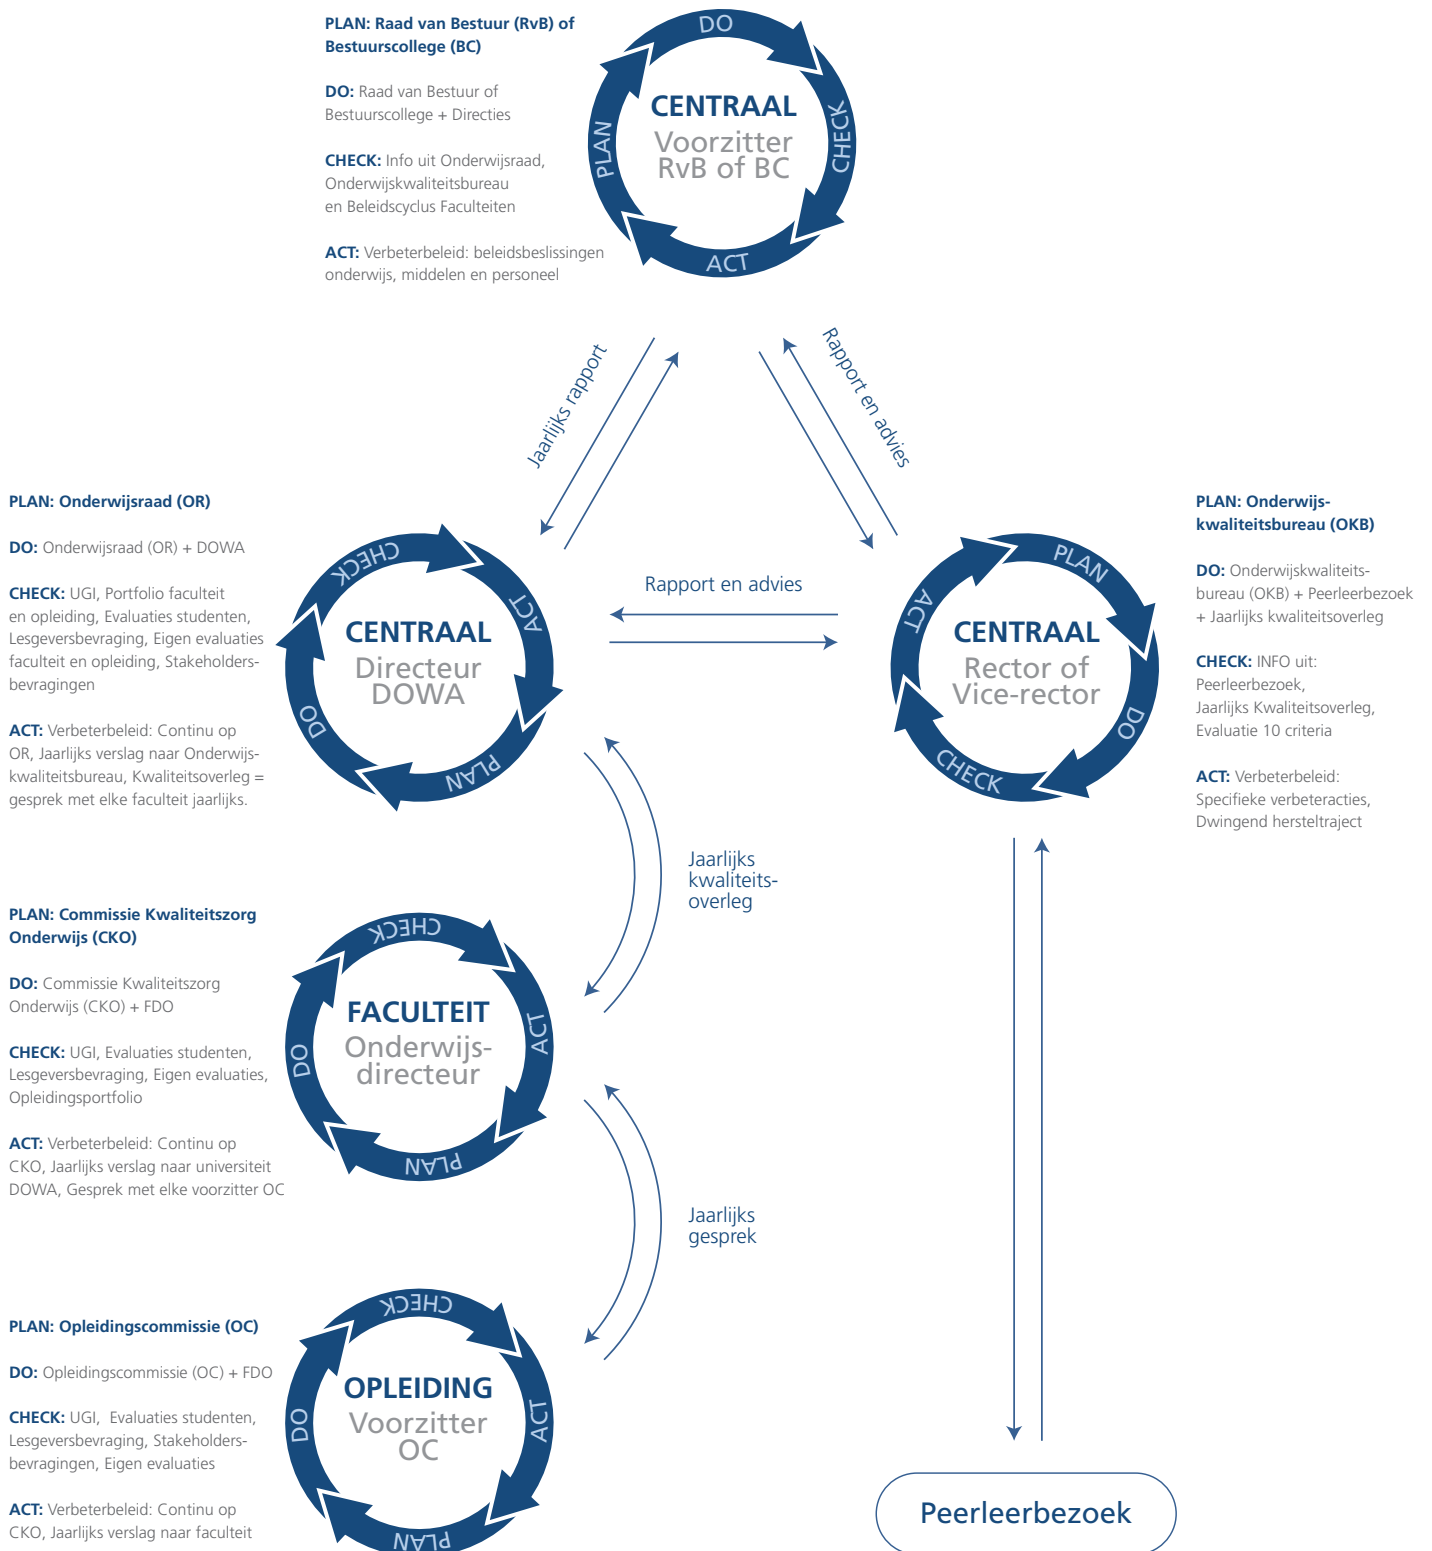 PLAN: Raad van Bestuur (RvB) of
Bestuurscollege (BC)
DO: Raad van Bestuur of
Bestuurscollege + Directies
CHECK: Info uit Onderwijsraad,
Onderwijskwaliteitsbureau
en Beleidscyclus Faculteiten
ACT: Verbeterbeleid: beleidsbeslissingen
onderwijs, middelen en personeel
DO
CHECK
ACT
PLAN
CENTRAAL
Voorzitter
RvB of BC
Jaarlijks rapport
Rapport en advies
PLAN: Onderwijsraad (OR)
DO: Onderwijsraad (OR) + DOWA
CHECK: UGI, Portfolio faculteit
en opleiding, Evaluaties studenten,
Lesgeversbevraging, Eigen evaluaties
faculteit en opleiding, Stakeholders-
bevragingen
ACT: Verbeterbeleid: Continu op
OR, Jaarlijks verslag naar Onderwijs-
kwaliteitsbureau, Kwaliteitsoverleg =
gesprek met elke faculteit jaarlijks.
CHECK
ACT
PLAN
DO
CENTRAAL
Directeur
DOWA
Rapport en advies
PLAN
DO
CHECK
ACT
CENTRAAL
Rector of
Vice-rector
PLAN: Onderwijs-
kwaliteitsbureau (OKB)
DO: Onderwijskwaliteits-
bureau (OKB) + Peerleerbezoek
+ Jaarlijks kwaliteitsoverleg
CHECK: INFO uit:
Peerleerbezoek,
Jaarlijks Kwaliteitsoverleg,
Evaluatie 10 criteria
ACT: Verbeterbeleid:
Specifieke verbeteracties,
Dwingend hersteltraject
Jaarlijks
kwaliteits-
overleg
PLAN: Commissie Kwaliteitszorg
Onderwijs (CKO)
DO: Commissie Kwaliteitszorg
Onderwijs (CKO) + FDO
CHECK: UGI, Evaluaties studenten,
Lesgeversbevraging, Eigen evaluaties,
Opleidingsportfolio
ACT: Verbeterbeleid: Continu op
CKO, Jaarlijks verslag naar universiteit
DOWA, Gesprek met elke voorzitter OC
CHECK
ACT
PLAN
DO
FACULTEIT
Onderwijs-
directeur
Jaarlijks
gesprek
PLAN: Opleidingscommissie (OC)
DO: Opleidingscommissie (OC) + FDO
CHECK: UGI, Evaluaties studenten,
Lesgeversbevraging, Stakeholders-
bevragingen, Eigen evaluaties
ACT: Verbeterbeleid: Continu op
CKO, Jaarlijks verslag naar faculteit
CHECK
ACT
PLAN
DO
OPLEIDING
Voorzitter
OC
Peerleerbezoek